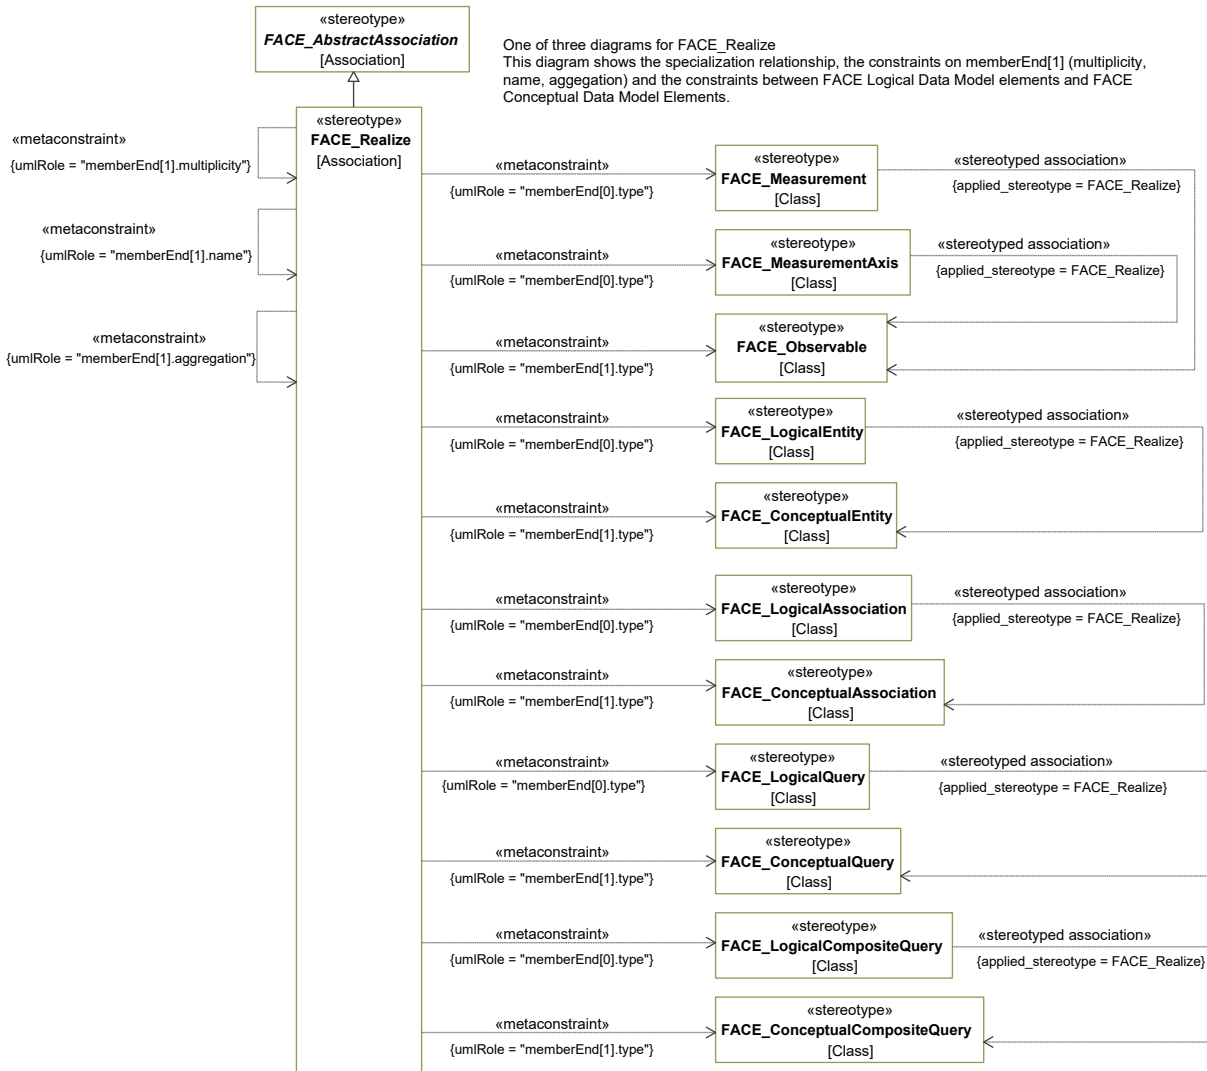 «stereotype»
FACE_AbstractAssociation
[Association]
One of three diagrams for FACE_Realize
This diagram shows the specialization relationship, the constraints on memberEnd[1] (multiplicity,
name, aggegation) and the constraints between FACE Logical Data Model elements and FACE
Conceptual Data Model Elements.
«stereotype»
FACE_Realize
[Association]
«metaconstraint»
{umlRole = "memberEnd[1].multiplicity"}
«metaconstraint»
{umlRole = "memberEnd[1].name"}
«metaconstraint»
{umlRole = "memberEnd[1].aggregation"}
«metaconstraint»
{umlRole = "memberEnd[0].type"}
«stereotype»
FACE_Measurement
[Class]
«stereotyped association»
{applied_stereotype = FACE_Realize}
«metaconstraint»
{umlRole = "memberEnd[0].type"}
«stereotype»
FACE_MeasurementAxis
[Class]
«stereotyped association»
{applied_stereotype = FACE_Realize}
«metaconstraint»
{umlRole = "memberEnd[1].type"}
«stereotype»
FACE_Observable
[Class]
«metaconstraint»
{umlRole = "memberEnd[0].type"}
«stereotype»
FACE_LogicalEntity
[Class]
«stereotyped association»
{applied_stereotype = FACE_Realize}
«metaconstraint»
{umlRole = "memberEnd[1].type"}
«stereotype»
FACE_ConceptualEntity
[Class]
«metaconstraint»
{umlRole = "memberEnd[0].type"}
«stereotype»
FACE_LogicalAssociation
[Class]
«stereotyped association»
{applied_stereotype = FACE_Realize}
«metaconstraint»
{umlRole = "memberEnd[1].type"}
«stereotype»
FACE_ConceptualAssociation
[Class]
«metaconstraint»
{umlRole = "memberEnd[0].type"}
«stereotype»
FACE_LogicalQuery
[Class]
«stereotyped association»
{applied_stereotype = FACE_Realize}
«metaconstraint»
{umlRole = "memberEnd[1].type"}
«stereotype»
FACE_ConceptualQuery
[Class]
«metaconstraint»
{umlRole = "memberEnd[0].type"}
«stereotype»
FACE_LogicalCompositeQuery
[Class]
«stereotyped association»
{applied_stereotype = FACE_Realize}
«metaconstraint»
{umlRole = "memberEnd[1].type"}
«stereotype»
FACE_ConceptualCompositeQuery
[Class]